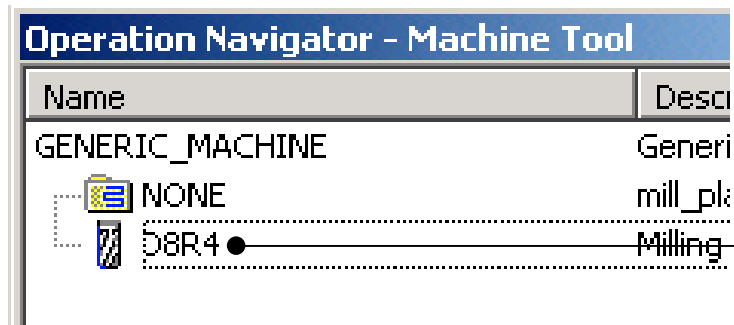 Operation Navigator - Machine Tool
Name Descr
GENERIC_MACHINE Generi
NONE mill_pla
D8R4 Milling